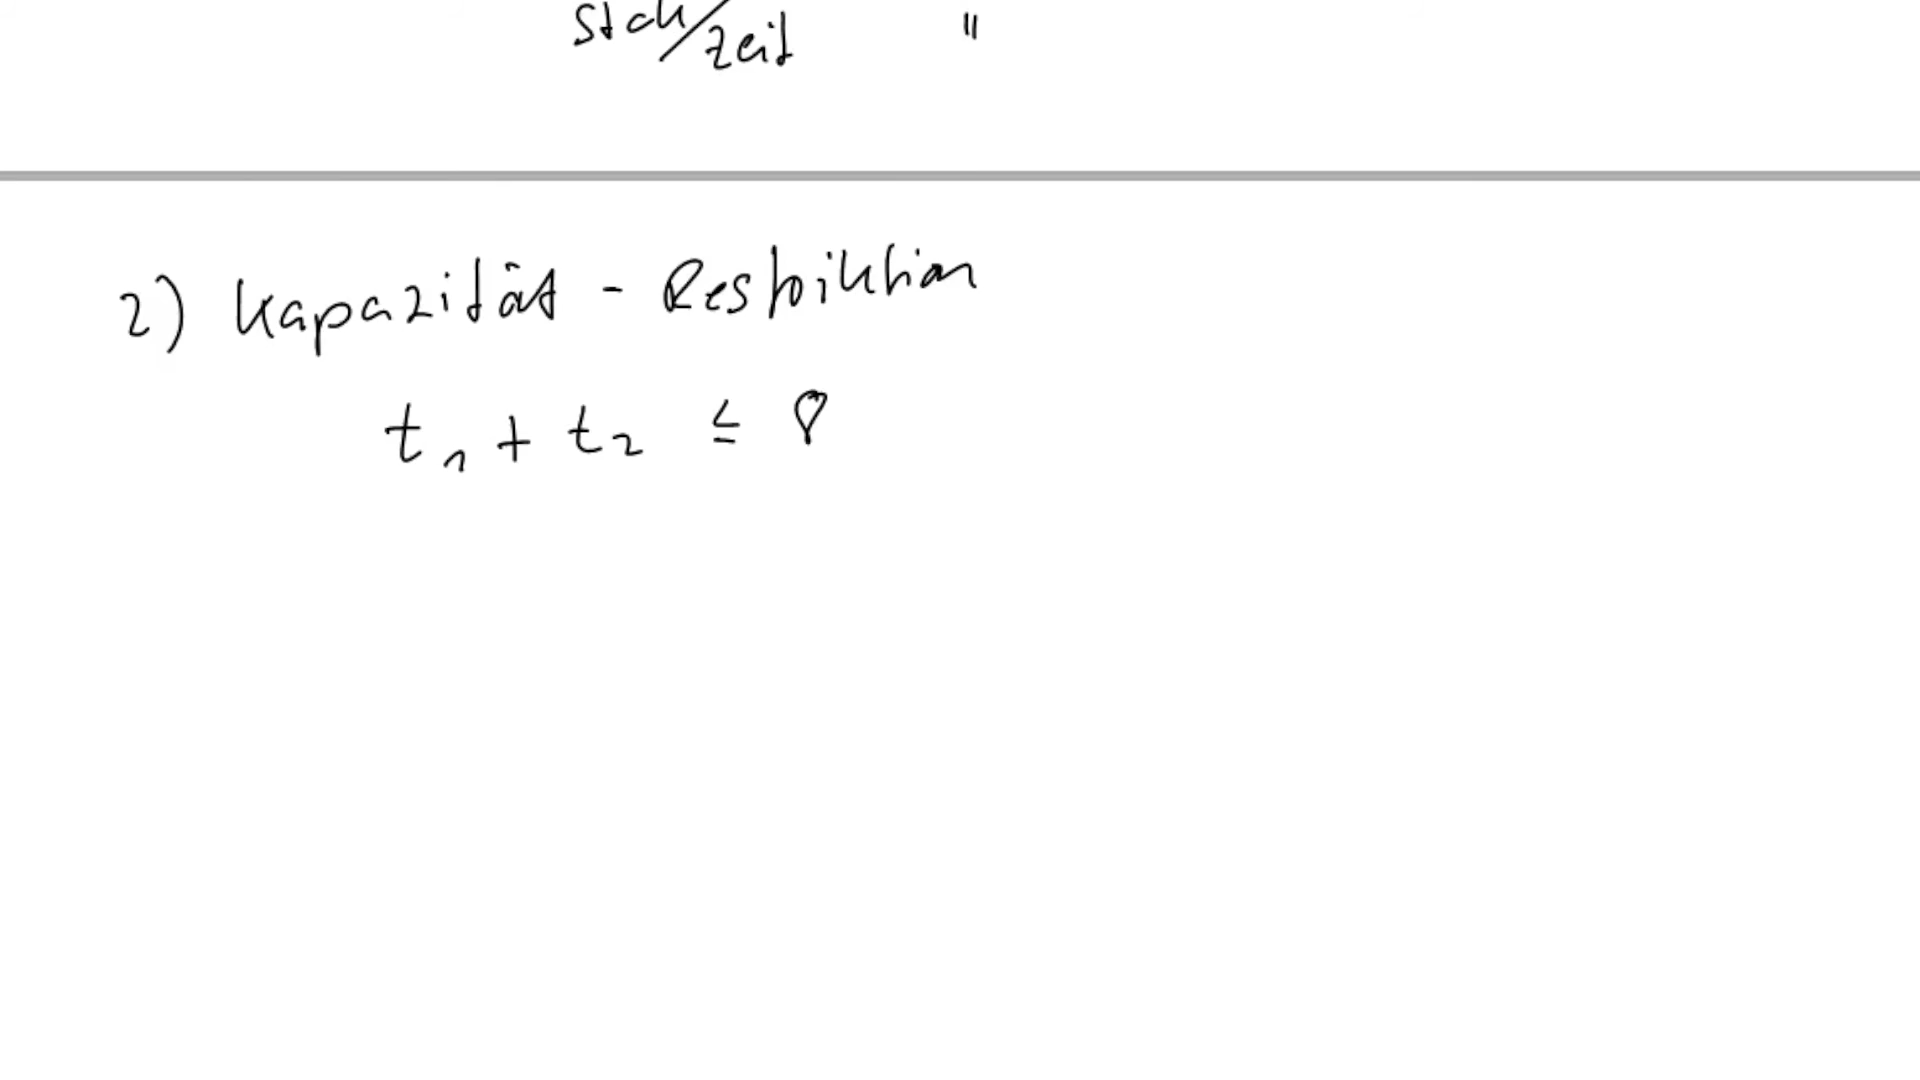 Stck/Zeit "
2) Kapazität - Restriktion
t₁ + t₂ ≤ 8